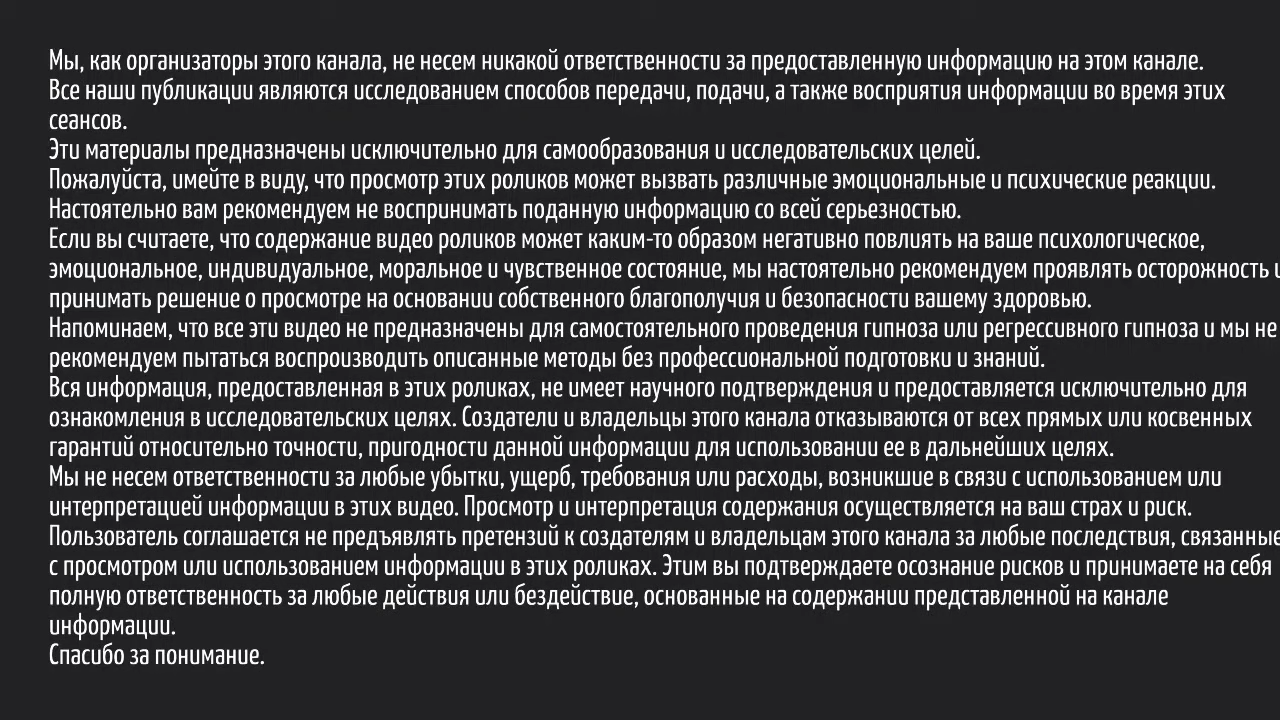 Мы, как организаторы этого канала, не несем никакой ответственности за предоставленную информацию на этом канале.
Все наши публикации являются исследованием способов передачи, подачи, а также восприятия информации во время этих
сеансов.
Эти материалы предназначены исключительно для самообразования и исследовательских целей.
Пожалуйста, имейте в виду, что просмотр этих роликов может вызвать различные эмоциональные и психические реакции.
Настоятельно вам рекомендуем не воспринимать поданную информацию со всей серьезностью.
Если вы считаете, что содержание видео роликов может каким-то образом негативно повлиять на ваше психологическое,
эмоциональное, индивидуальное, моральное и чувственное состояние, мы настоятельно рекомендуем проявлять осторожность и
принимать решение о просмотре на основании собственного благополучия и безопасности вашему здоровью.
Напоминаем, что все эти видео не предназначены для самостоятельного проведения гипноза или регрессивного гипноза и мы не
рекомендуем пытаться воспроизводить описанные методы без профессиональной подготовки и знаний.
Вся информация, предоставленная в этих роликах, не имеет научного подтверждения и предоставляется исключительно для
ознакомления в исследовательских целях. Создатели и владельцы этого канала отказываются от всех прямых или косвенных
гарантий относительно точности, пригодности данной информации для использовании ее в дальнейших целях.
Мы не несем ответственности за любые убытки, ущерб, требования или расходы, возникшие в связи с использованием или
интерпретацией информации в этих видео. Просмотр и интерпретация содержания осуществляется на ваш страх и риск.
Пользователь соглашается не предъявлять претензий к создателям и владельцам этого канала за любые последствия, связанные
с просмотром или использованием информации в этих роликах. Этим вы подтверждаете осознание рисков и принимаете на себя
полную ответственность за любые действия или бездействие, основанные на содержании представленной на канале
информации.
Спасибо за понимание.